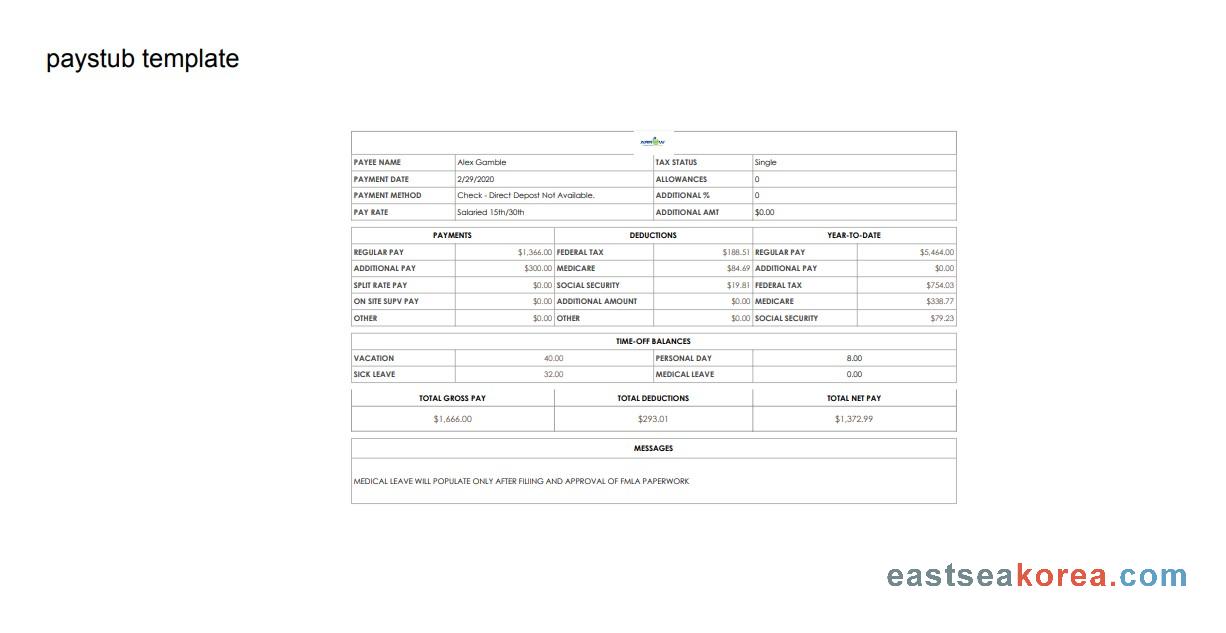 paystub template
PAYEE NAME Alex Gamble TAX STATUS Single
PAYMENT DATE 2/29/2020 ALLOWANCES 0
PAYMENT METHOD Check - Direct Depost Not Available. ADDITIONAL % 0
PAY RATE Salaried 15th/30th ADDITIONAL AMT $0.00
PAYMENTS DEDUCTIONS YEAR-TO-DATE
REGULAR PAY $1,366.00 FEDERAL TAX $188.51 REGULAR PAY $5,464.00
ADDITIONAL PAY $300.00 MEDICARE $84.69 ADDITIONAL PAY $0.00
SPLIT RATE PAY $0.00 SOCIAL SECURITY $19.81 FEDERAL TAX $754.03
ON SITE SUPV PAY $0.00 ADDITIONAL AMOUNT $0.00 MEDICARE $338.77
OTHER $0.00 OTHER $0.00 SOCIAL SECURITY $79.23
TIME-OFF BALANCES
VACATION 40.00 PERSONAL DAY 8.00
SICK LEAVE 32.00 MEDICAL LEAVE 0.00
TOTAL GROSS PAY TOTAL DEDUCTIONS TOTAL NET PAY
$1,666.00 $293.01 $1,372.99
MESSAGES
MEDICAL LEAVE WILL POPULATE ONLY AFTER FILIING AND APPROVAL OF FMLA PAPERWORK
eastseakorea.com